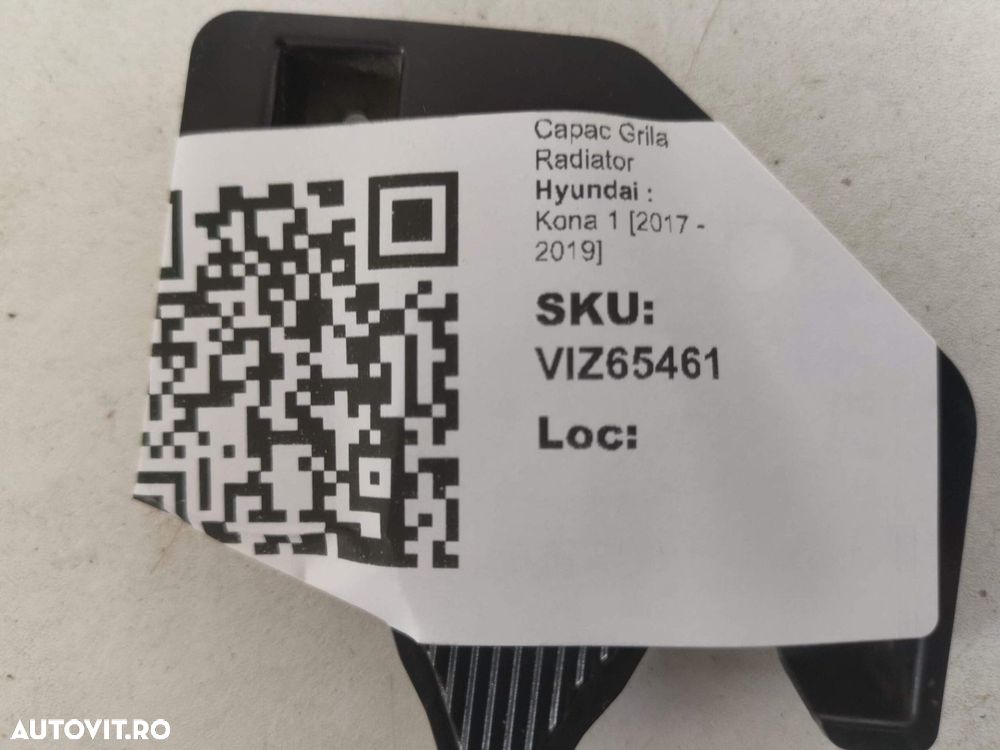 Capac Grila
Radiator
Hyundai :
Kona 1 [2017 -
2019]
SKU:
VIZ65461
Loc:
AUTOVIT.RO